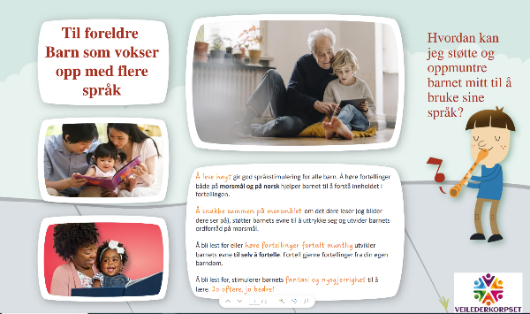 Til foreldre
Barn som vokser
opp med flere
språk
Hvordan kan
jeg støtte og
oppmuntre
barnet mitt til å
bruke sine
språk?
Å lese høyt gir god språkstimulering for alle barn. Å høre fortellinger
både på morsmål og på norsk hjelper barnet til å forstå innholdet i
fortellingen.
Å snakke sammen på morsmålet om det dere leser (og bilder
dere ser på), støtter barnets evne til å uttrykke seg og utvider barnets
ordforråd på morsmål.
Å bli lest for eller høre fortellinger fortalt muntlig utvikler
barnets evne til selv å fortelle. Fortell gjerne fortellinger fra din egen
barndom.
Å bli lest for, stimulerer barnets fantasi og nysgjerrighet til å
lære. Jo oftere, jo bedre!
VEILEDERKORPSET